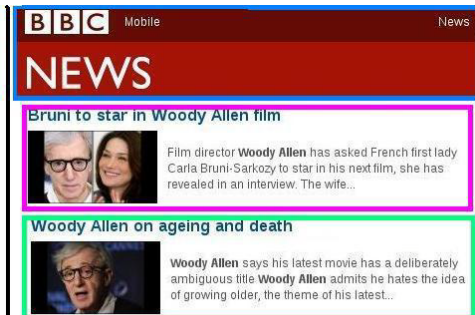 BBC Mobile News
NEWS
Bruni to star in Woody Allen film
Film director Woody Allen has asked French first lady
Carla Bruni-Sarkozy to star in his next film, she has
revealed in an interview. The wife...
Woody Allen on ageing and death
Woody Allen says his latest movie has a deliberately
ambiguous title Woody Allen admits he hates the idea
of growing older, the theme of his latest...